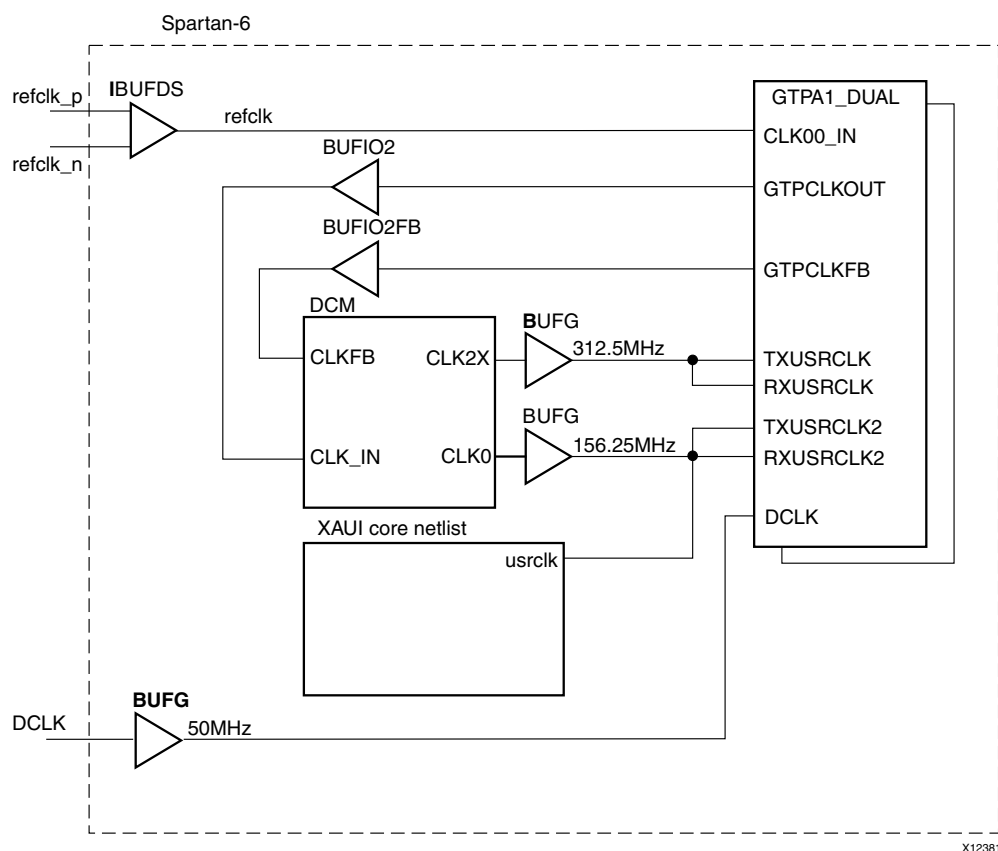 Spartan-6
refclk_p
IBUFDS
refclk
refclk_n
GTPA1_DUAL
CLK00_IN
BUFIO2
GTPCLKOUT
BUFIO2FB
GTPCLKFB
DCM
CLKFB
CLK2X
BUFG
312.5MHz
TXUSRCLK
RXUSRCLK
CLK_IN
CLK0
BUFG
156.25MHz
TXUSRCLK2
RXUSRCLK2
DCLK
XAUI core netlist
usrclk
DCLK
BUFG
50MHz
X12381